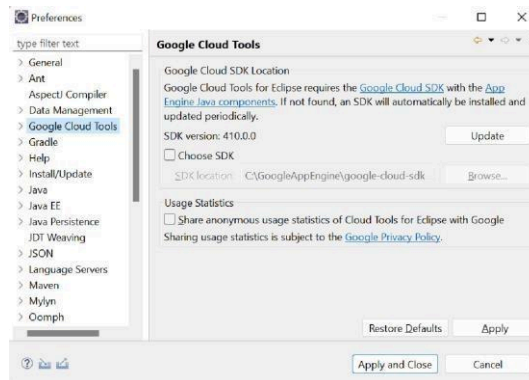 Preferences
type filter text
General
Ant
AspectJ Compiler
Data Management
Google Cloud Tools
Gradle
Help
Install/Update
Java
Java EE
Java Persistence
JDT Weaving
JSON
Language Servers
Maven
Mylyn
Oomph
Google Cloud Tools
Google Cloud SDK Location
Google Cloud Tools for Eclipse requires the Google Cloud SDK with the App
Engine Java components. If not found, an SDK will automatically be installed and
updated periodically.
SDK version: 410.0.0
Update
Choose SDK
SDK location: C:\GoogleAppEngine\google-cloud-sdk
Browse...
Usage Statistics
Share anonymous usage statistics of Cloud Tools for Eclipse with Google
Sharing usage statistics is subject to the Google Privacy Policy.
Restore Defaults
Apply
Apply and Close
Cancel